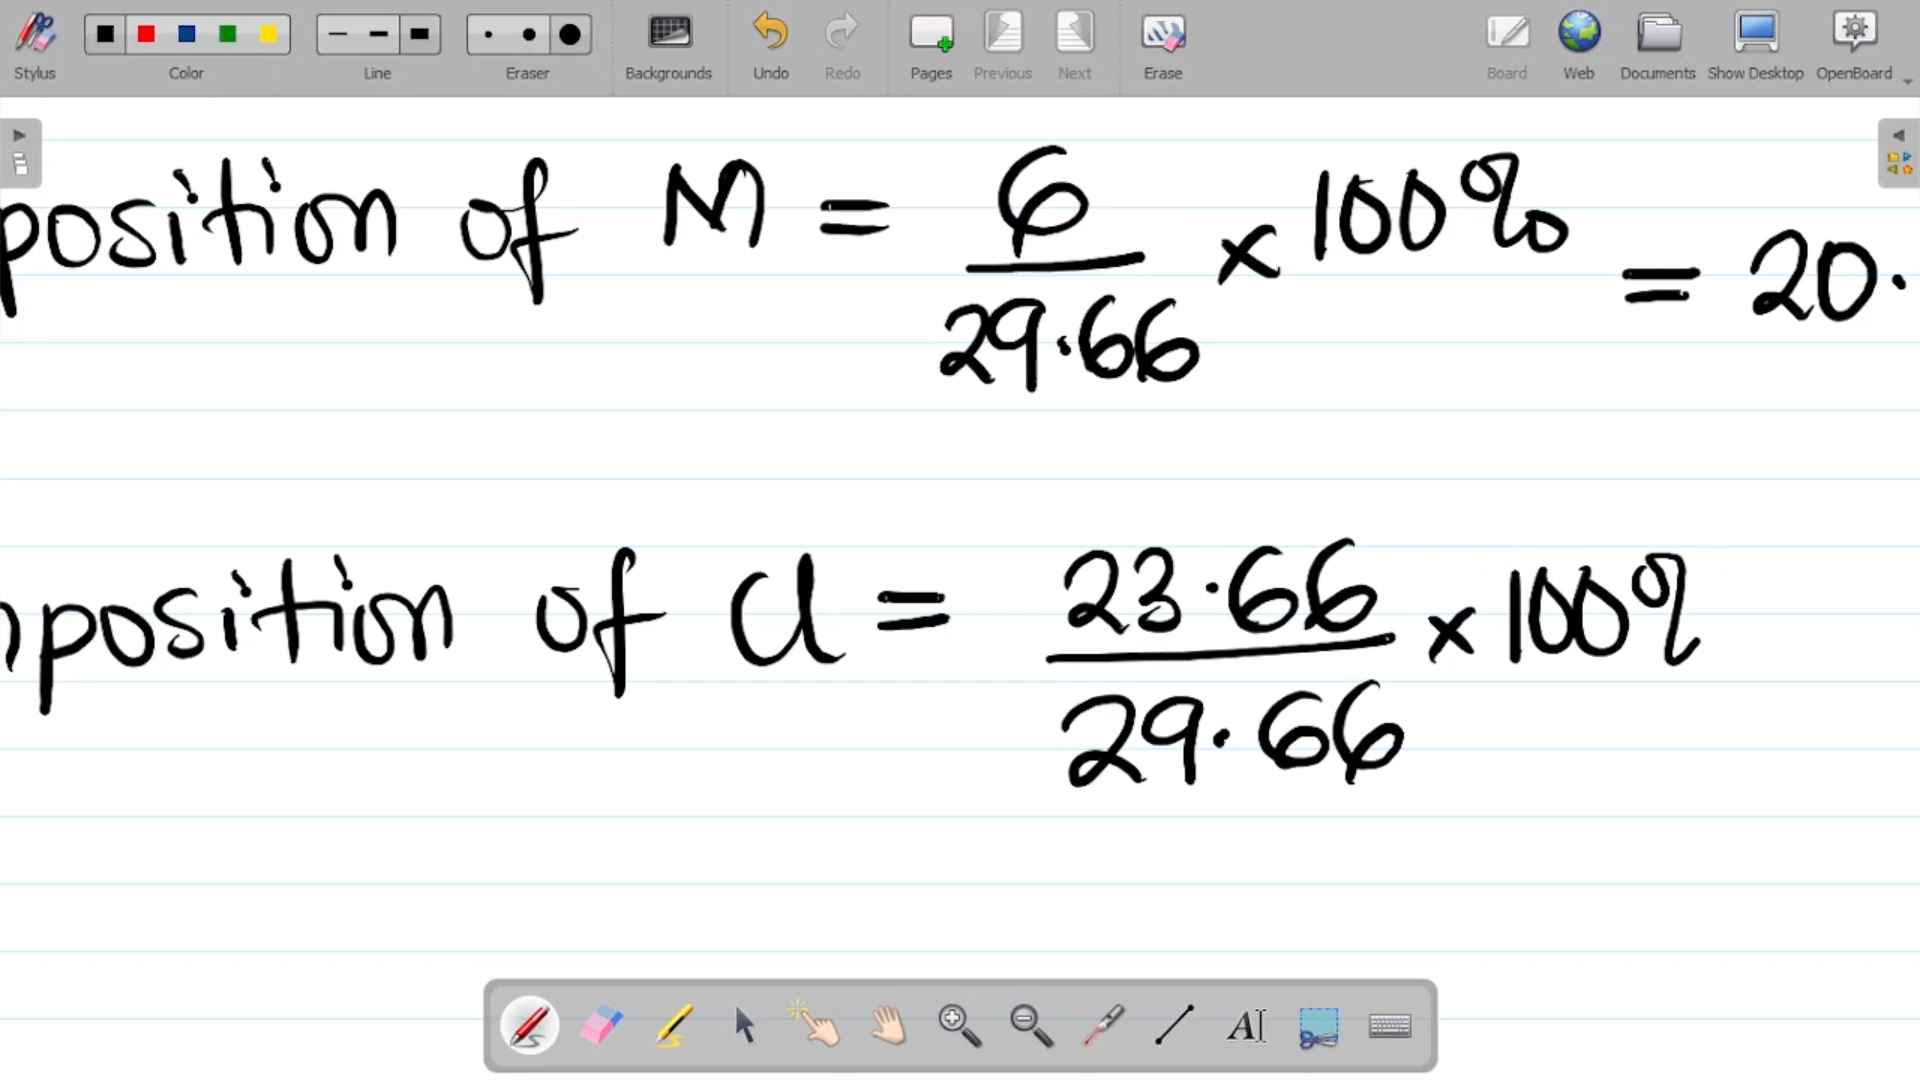 Stylus Color Line Eraser Backgrounds Undo Redo Pages Previous Next Erase Board Web Documents Show Desktop OpenBoard
position of M = 6/29.66 x 100% = 20.
position of Cl = 23.66/29.66 x 100%